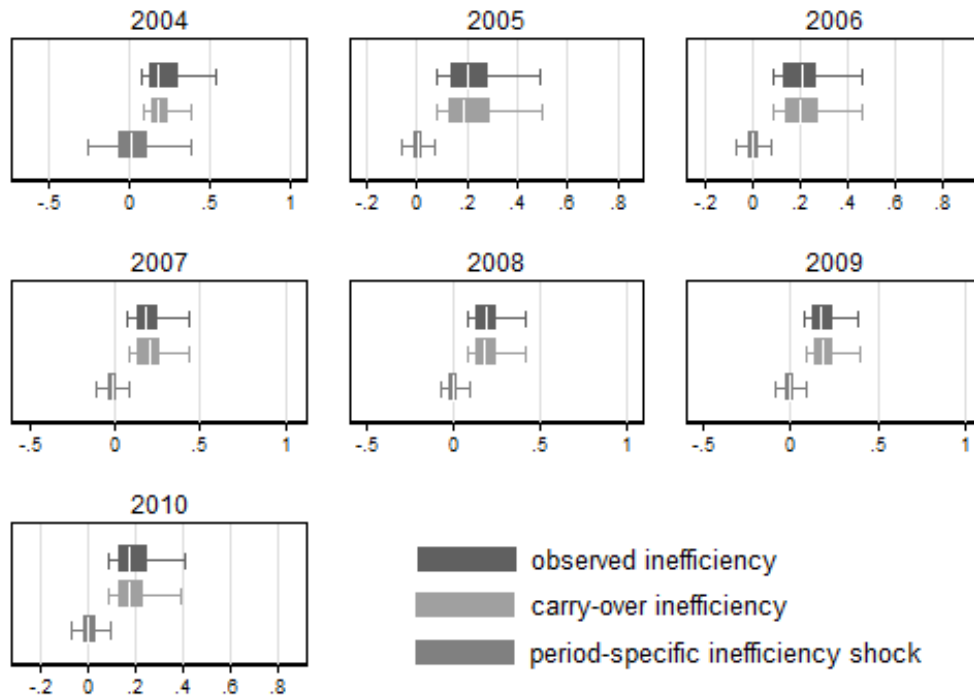 2004 2005 2006
-.5 0 .5 1 -.2 0 .2 .4 .6 .8 -.2 0 .2 .4 .6 .8
2007 2008 2009
-.5 0 .5 1 -.5 0 .5 1 -.5 0 .5 1
2010
observed inefficiency
carry-over inefficiency
period-specific inefficiency shock
-.2 0 .2 .4 .6 .8